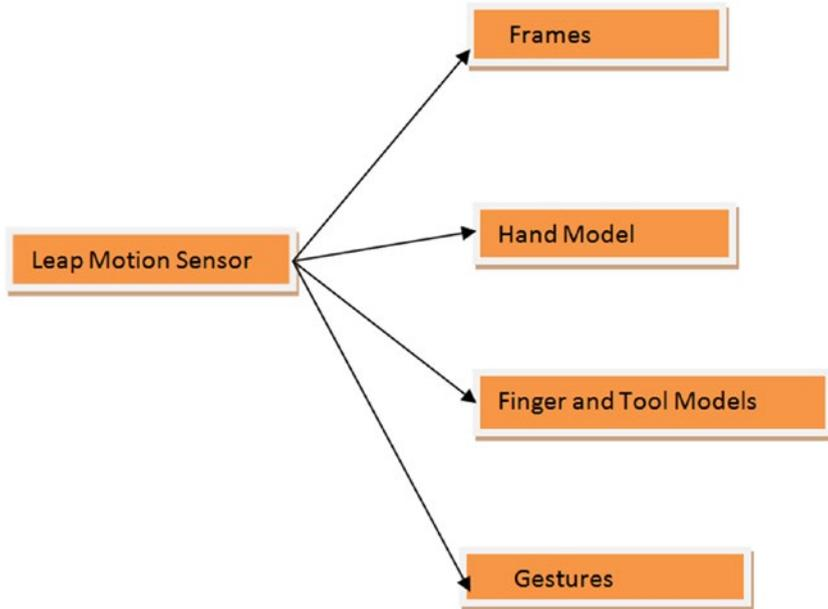 Frames
Hand Model
Leap Motion Sensor
Finger and Tool Models
Gestures